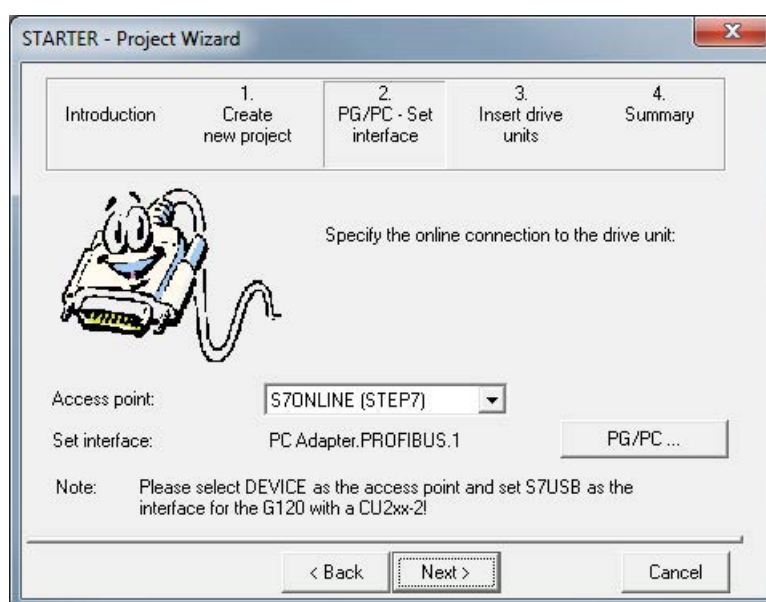 STARTER - Project Wizard
Introduction
1.
Create
new project
2.
PG/PC - Set
interface
3.
Insert drive
units
4.
Summary
Specify the online connection to the drive unit:
Access point:
S7ONLINE (STEP7)
Set interface:
PC Adapter.PROFIBUS.1
PG/PC ...
Note: Please select DEVICE as the access point and set S7USB as the
interface for the G120 with a CU2xx-2!
< Back
Next >
Cancel